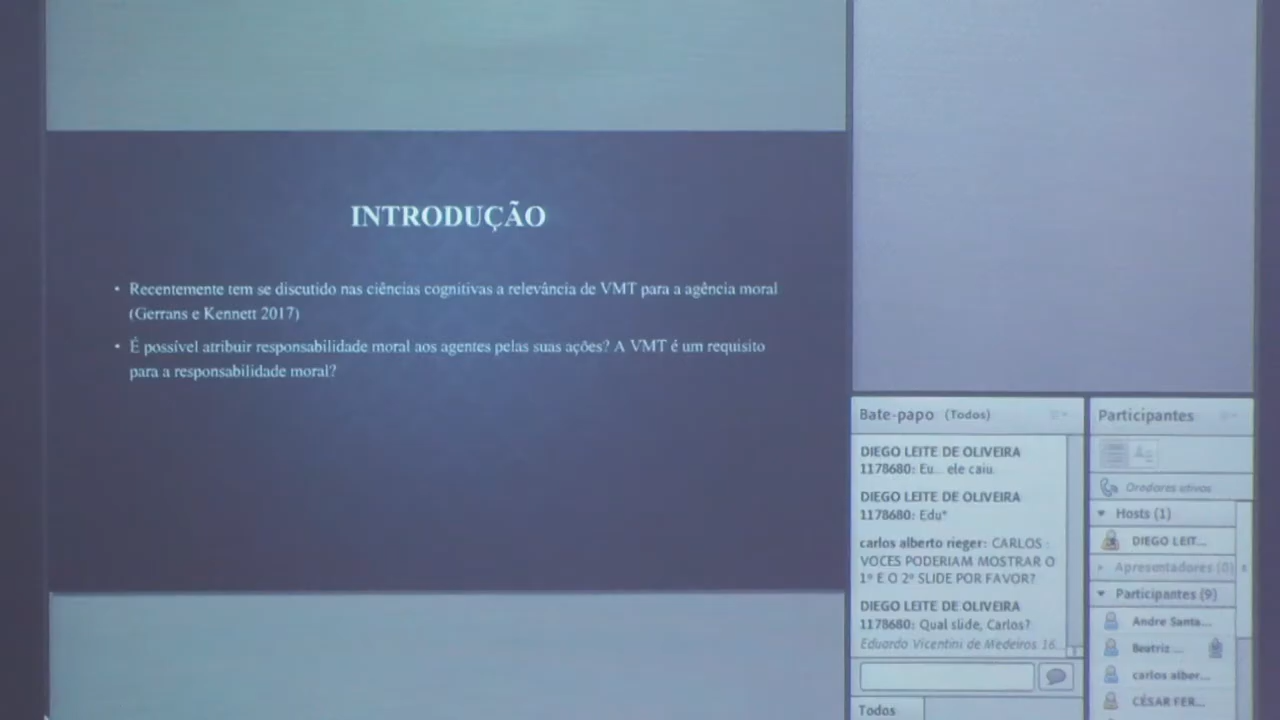 INTRODUÇÃO
• Recentemente tem se discutido nas ciências cognitivas a relevância de VMT para a agência moral
(Gerrans e Kennett 2017)
• É possível atribuir responsabilidade moral aos agentes pelas suas ações? A VMT é um requisito
para a responsabilidade moral?
Bate-papo (Todos)
DIEGO LEITE DE OLIVEIRA
1178680: Eu... ele caiu.
DIEGO LEITE DE OLIVEIRA
1178680: Edu*
carlos alberto rieger: CARLOS -
VOCES PODERIAM MOSTRAR O
1º E O 2º SLIDE POR FAVOR?
DIEGO LEITE DE OLIVEIRA
1178680: Qual slide, Carlos?
Eduardo Vicentini de Medeiros 16...
Todos
Participantes
Oradores ativos
Hosts (1)
DIEGO LEIT...
Apresentadores (0)
Participantes (9)
Andre Santa...
Beatriz ...
carlos alber...
CÉSAR FER...